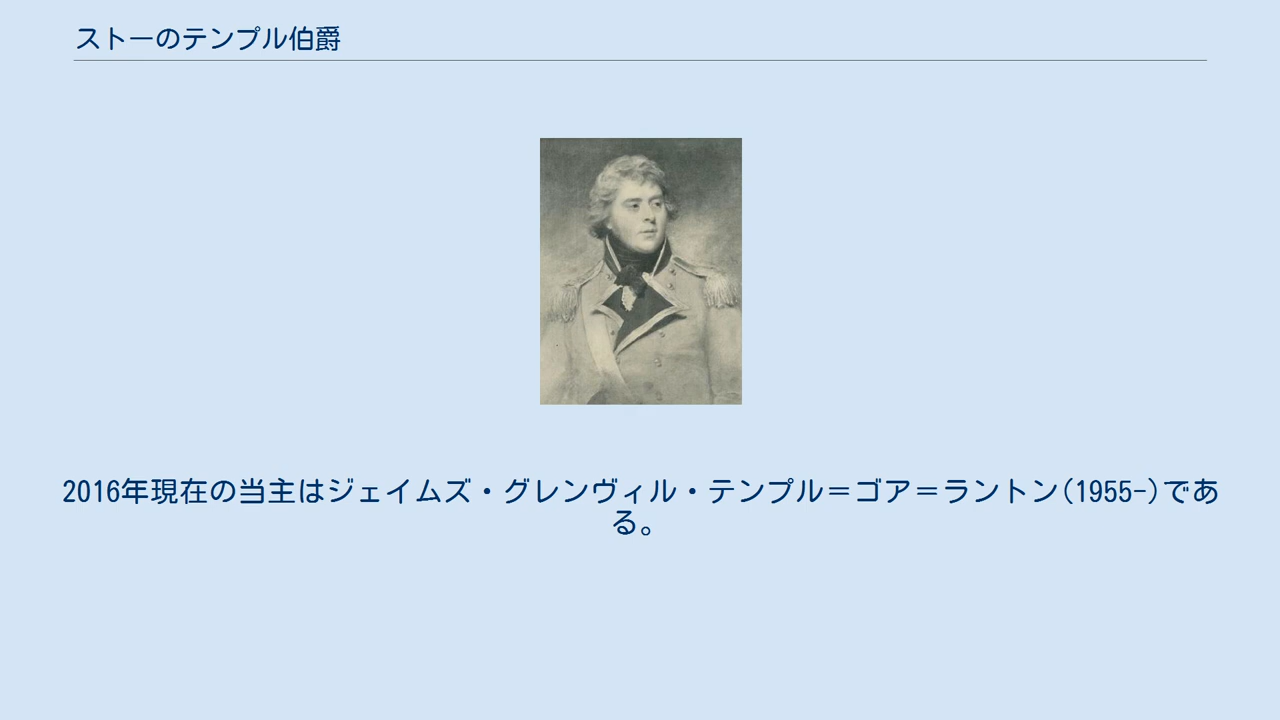 ストーのテンプル伯爵
2016年現在の当主はジェイムズ・グレンヴィル・テンプル＝ゴア＝ラントン(1955-)であ
る。